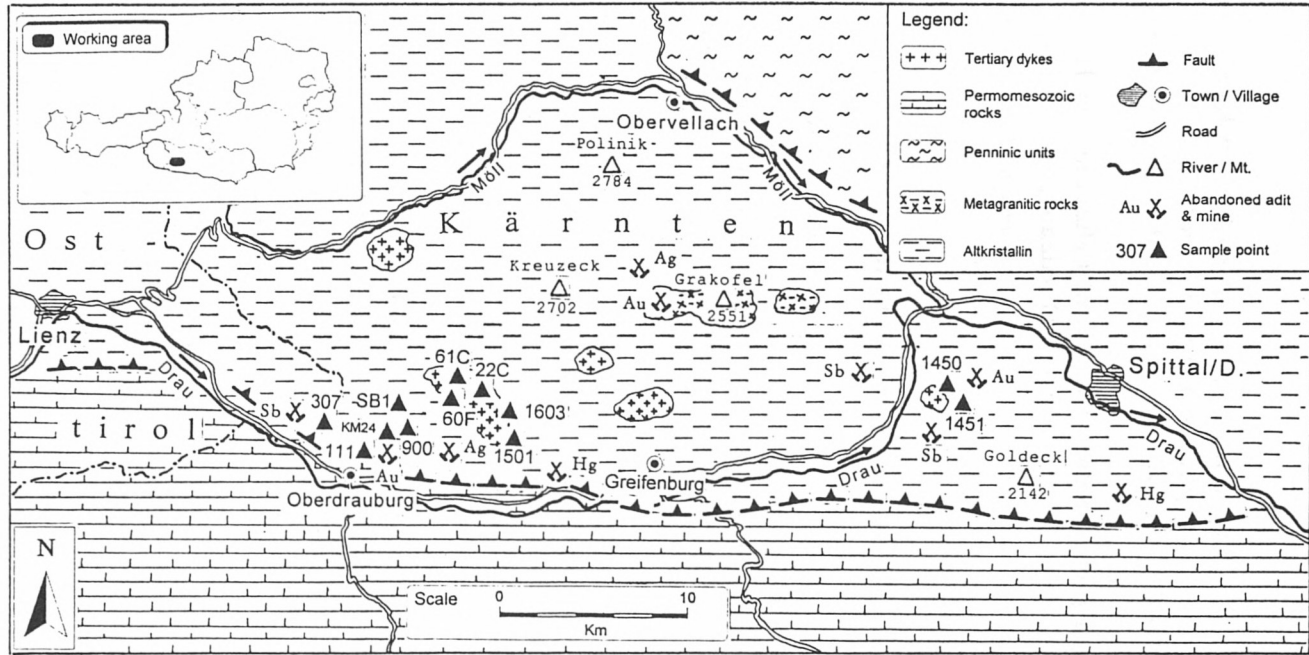 Working area
Legend:
Tertiary dykes
Permomesozoic
rocks
Penninic units
Metagranitic rocks
Altkristallin
Fault
Town / Village
Road
River / Mt.
Au
Abandoned adit
& mine
307
Sample point
Obervellach
Polinik
2784
Möll
Möll
Kärnten
Ost -
tirol
Kreuzeck
2702
Ag
Au
Grakofel
2551
Lienz
Drau
61C
22C
Sb
307
SB1
60F
1603
KM24
111
Au
900
Ag
1501
Hg
Oberdrauburg
Greifenburg
Drau
Sb
1450
Au
1451
Sb
Spittal/D.
Drau
Goldeck
2142
Hg
N
Scale
0
10
Km